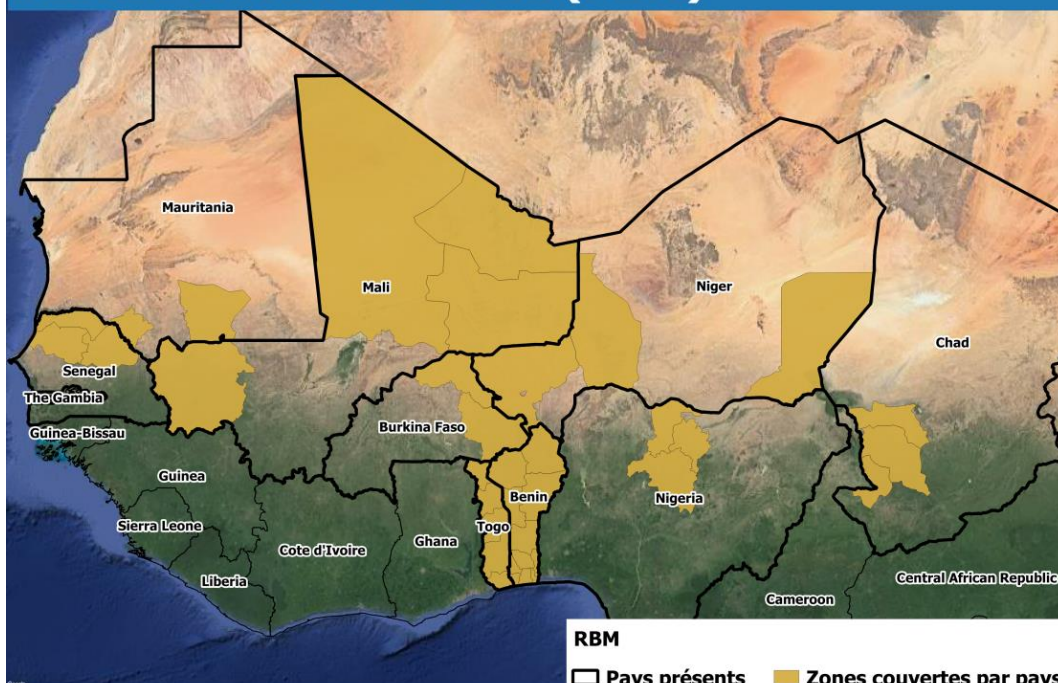 Mauritania
Mali
Niger
Chad
Senegal
The Gambia
Guinea-Bissau
Burkina Faso
Guinea
Benin
Nigeria
Togo
Sierra Leone
Ghana
Cote d'Ivoire
Liberia
Central African Republic
Cameroon
RBM
Pays présents
Zones couvertes par pays